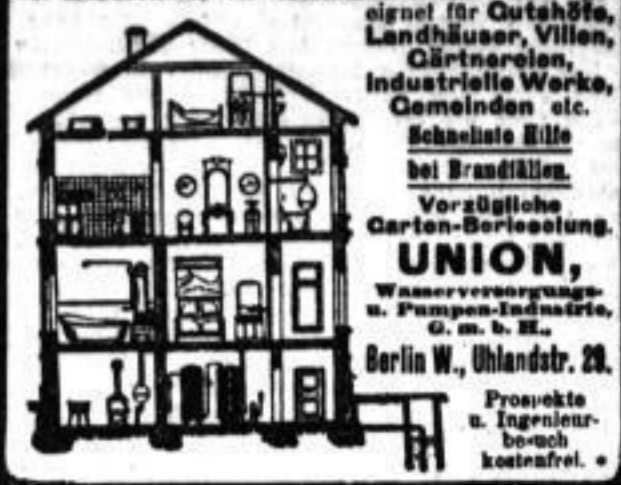 eignet für Gutshöfe,
Landhäuser, Villen,
Gärtnereien,
industrielle Werke,
Gemeinden etc.
Schnellste Hilfe
bei Brandfällen.
Vorzügliche
Garten-Berieselung.
UNION,
Wasserversorgungs-
u. Pumpen-Industrie,
G. m. b. H.,
Berlin W., Uhlandstr. 29.
Prospekte
u. Ingenieur-
besuch
kostenfrei.